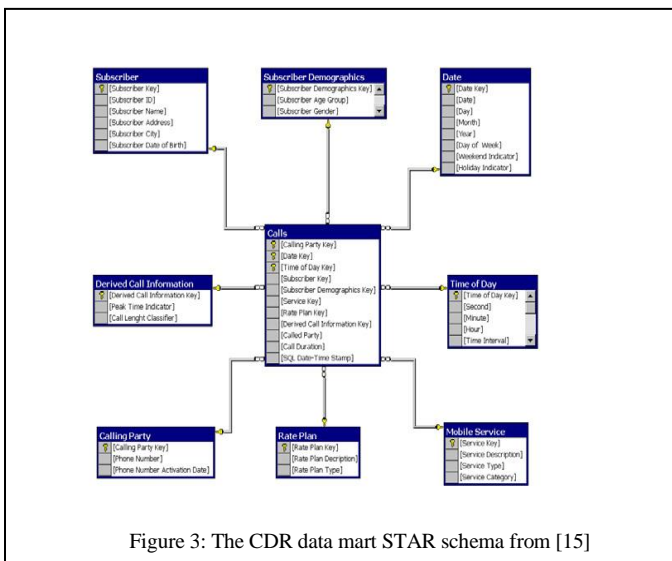 Subscriber
[Subscriber Key]
[Subscriber ID]
[Subscriber Name]
[Subscriber Address]
[Subscriber City]
[Subscriber Date of Birth]
Subscriber Demographics
[Subscriber Demographics Key]
[Subscriber Age Group]
[Subscriber Gender]
Date
[Date Key]
[Date]
[Day]
[Month]
[Year]
[Day of Week]
[Weekend Indicator]
[Holiday Indicator]
Calls
[Calling Party Key]
[Date Key]
[Time of Day Key]
[Subscriber Key]
[Subscriber Demographics Key]
[Service Key]
[Rate Plan Key]
[Derived Call Information Key]
[Called Party]
[Call Duration]
[SQL Date-Time Stamp]
Derived Call Information
[Derived Call Information Key]
[Peak Time Indicator]
[Call Lenght Classifier]
Time of Day
[Time of Day Key]
[Second]
[Minute]
[Hour]
[Time Interval]
Calling Party
[Calling Party Key]
[Phone Number]
[Phone Number Activation Date]
Rate Plan
[Rate Plan Key]
[Rate Plan Decription]
[Rate Plan Type]
Mobile Service
[Service Key]
[Service Description]
[Service Type]
[Service Category]
Figure 3: The CDR data mart STAR schema from [15]